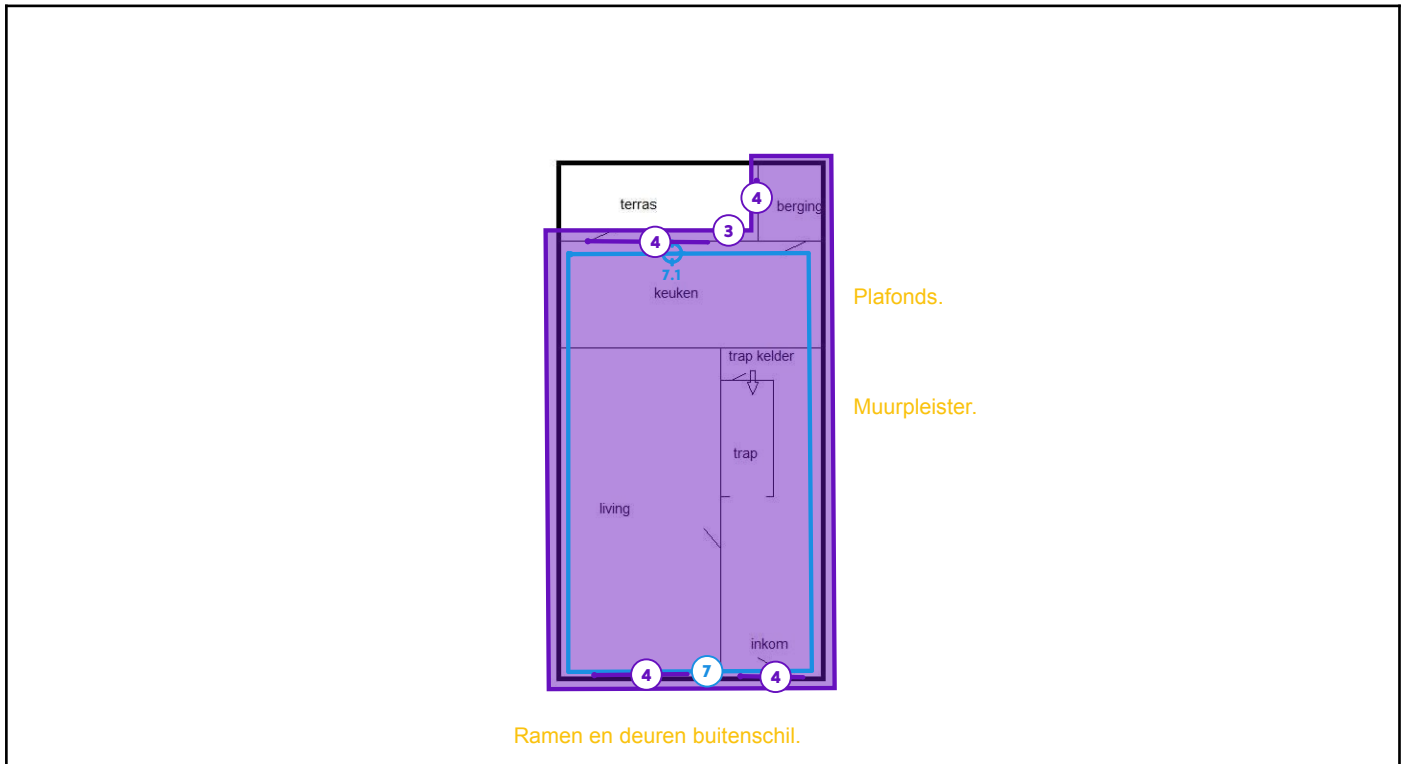 terras
4
berging
3
4
7.1
keuken
Plafonds.
trap kelder
Muurpleister.
trap
living
inkom
4
7
4
Ramen en deuren buitenschil.